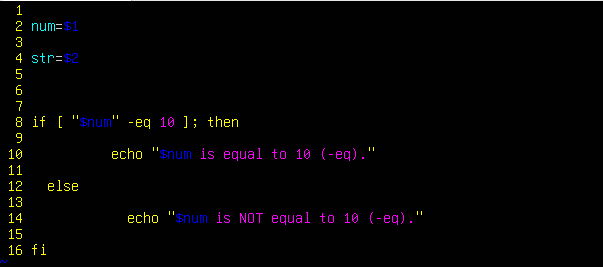 1
2 num=$1
3
4 str=$2
5
6
7
8 if [ "$num" -eq 10 ]; then
9
10 echo "$num is equal to 10 (-eq)."
11
12 else
13
14 echo "$num is NOT equal to 10 (-eq)."
15
16 fi
~